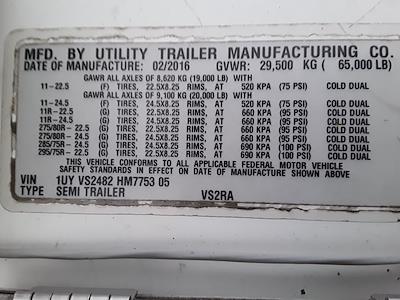 MFD. BY UTILITY TRAILER MANUFACTURING CO.
DATE OF MANUFACTURE: 02/2016 GVWR: 29,500 KG ( 65,000 LB)
GAWR ALL AXLES OF 8,620 KG (19,000 LB) WITH
11-22.5 (F) TIRES, 22.5X8.25 RIMS, AT 520 KPA (75 PSI) COLD DUAL
GAWR ALL AXLES OF 9,100 KG (20,000 LB) WITH
11-24.5 (F) TIRES, 24.5X8.25 RIMS, AT 520 KPA (75 PSI) COLD DUAL
11R-22.5 (G) TIRES, 22.5X8.25 RIMS, AT 660 KPA (95 PSI) COLD DUAL
11R-24.5 (G) TIRES, 24.5X8.25 RIMS, AT 660 KPA (95 PSI) COLD DUAL
275/80R-22.5 (G) TIRES, 22.5X8.25 RIMS, AT 660 KPA (95 PSI) COLD DUAL
275/80R-24.5 (G) TIRES, 24.5X8.25 RIMS, AT 660 KPA (95 PSI) COLD DUAL
285/75R-24.5 (G) TIRES, 24.5X8.25 RIMS, AT 690 KPA (100 PSI) COLD DUAL
295/75R-22.5 (G) TIRES, 22.5X8.25 RIMS, AT 690 KPA (100 PSI) COLD DUAL
THIS VEHICLE CONFORMS TO ALL APPLICABLE FEDERAL MOTOR VEHICLE
SAFETY STANDARDS IN EFFECT ON DATE OF MANUFACTURE SHOWN ABOVE
VIN 1UY VS2482 HM7753 05
TYPE SEMI TRAILER VS2RA